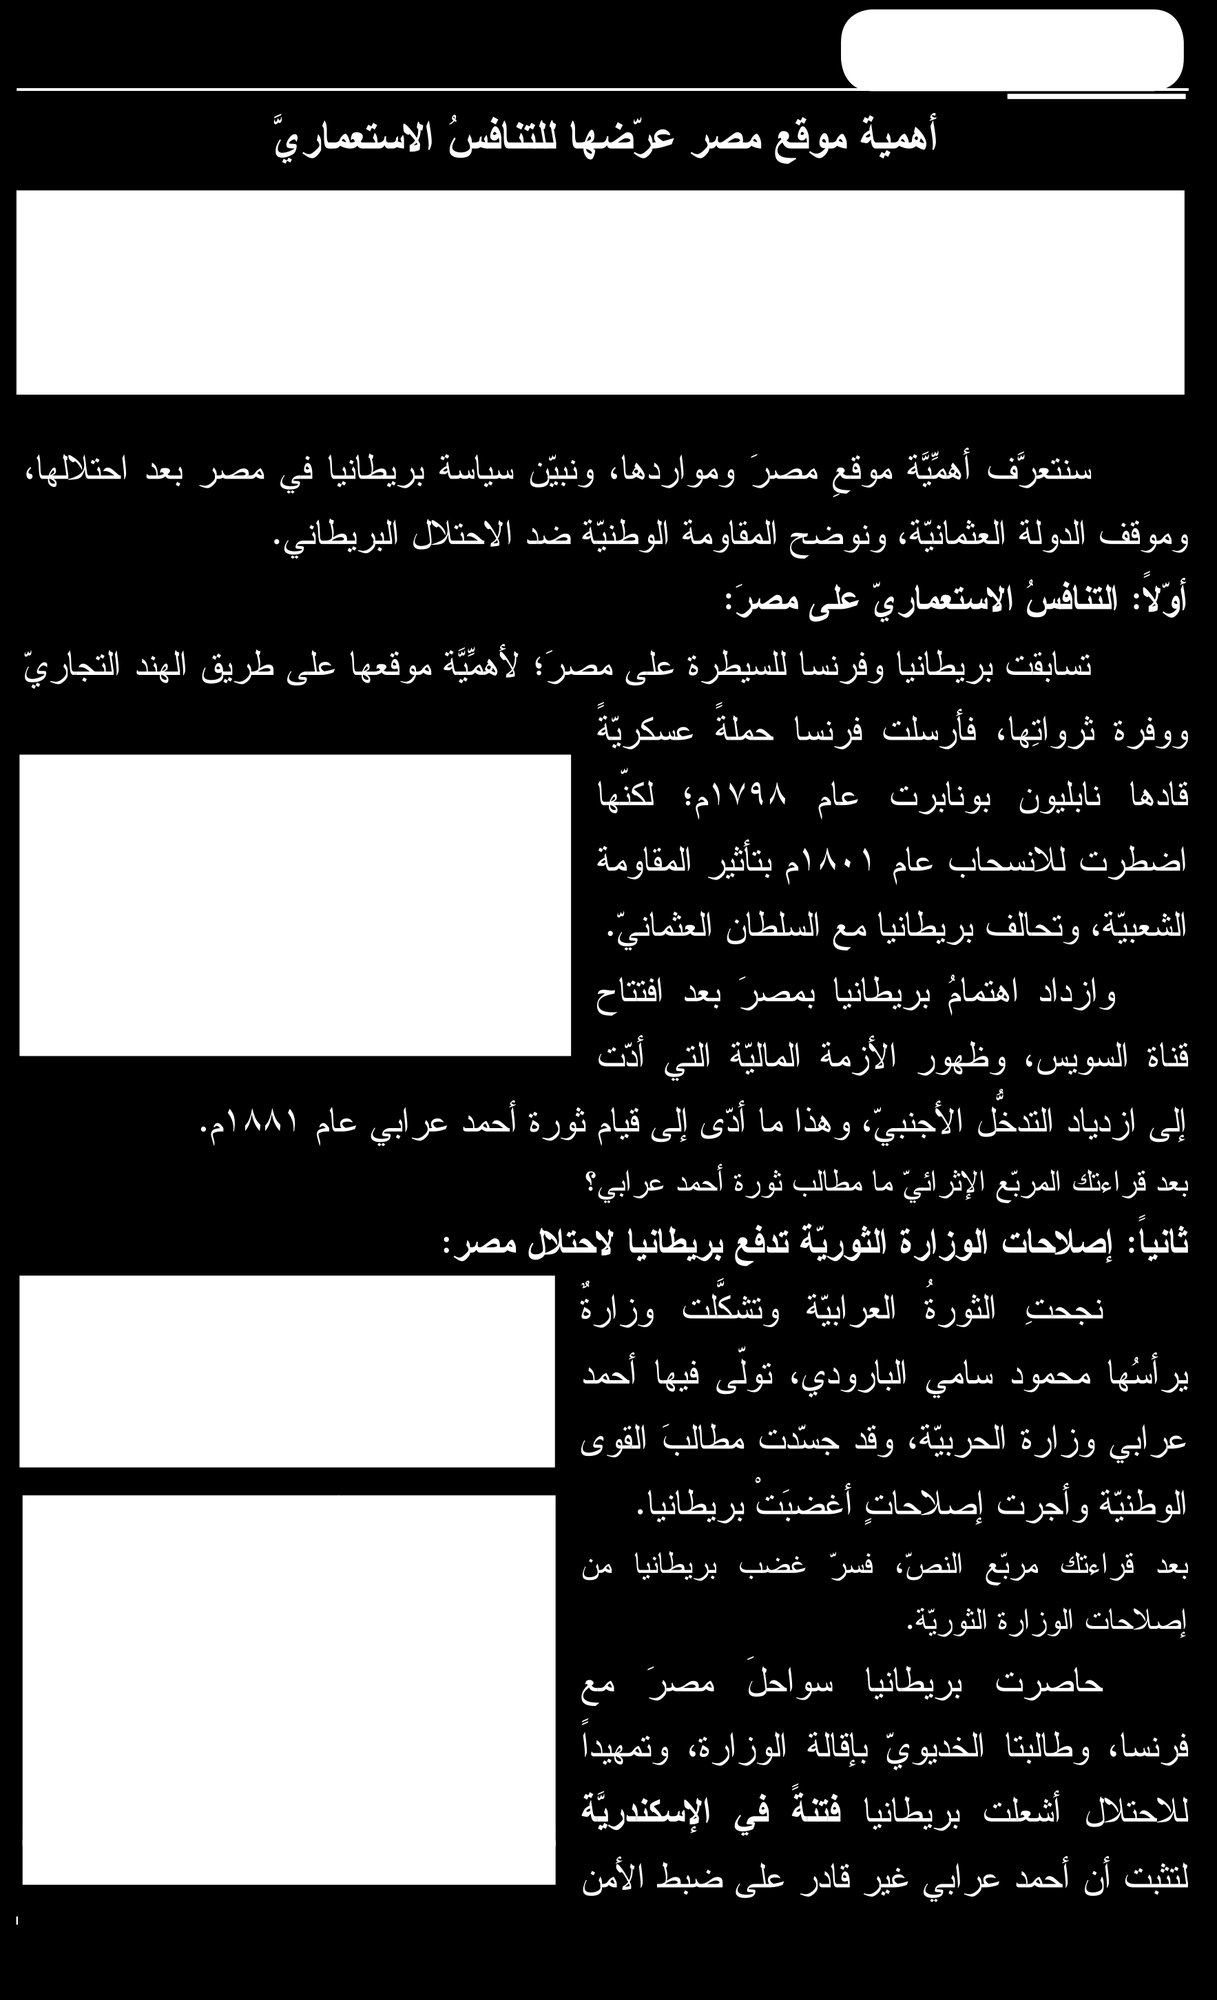 أهمية موقع مصر عرّضها للتنافسُ الاستعماريَّ
سنتعرَّف أهمِّيَّة موقعِ مصرَ ومواردها، ونبيّن سياسة بريطانيا في مصر بعد احتلالها،
وموقف الدولة العثمانيّة، ونوضح المقاومة الوطنيّة ضد الاحتلال البريطاني.
أوّلاً: التنافسُ الاستعماريّ على مصرَ:
تسابقت بريطانيا وفرنسا للسيطرة على مصرَ؛ لأهمِّيَّة موقعها على طريق الهند التجاريّ
ووفرة ثرواتِها، فأرسلت فرنسا حملةً عسكريّةً
قادها نابليون بونابرت عام ١٧٩٨م؛ لكنّها
اضطرت للانسحاب عام ١٨٠١م بتأثير المقاومة
الشعبيّة، وتحالف بريطانيا مع السلطان العثمانيّ.
وازداد اهتمامُ بريطانيا بمصرَ بعد افتتاح
قناة السويس، وظهور الأزمة الماليّة التي أدّت
إلى ازدياد التدخُّل الأجنبيّ، وهذا ما أدّى إلى قيام ثورة أحمد عرابي عام ١٨٨١م.
بعد قراءتك المربّع الإثرائيّ ما مطالب ثورة أحمد عرابي؟
ثانياً: إصلاحات الوزارة الثوريّة تدفع بريطانيا لاحتلال مصر:
نجحتِ الثورةُ العرابيّة وتشكَّلت وزارةٌ
يرأسُها محمود سامي البارودي، تولّى فيها أحمد
عرابي وزارة الحربيّة، وقد جسّدت مطالبَ القوى
الوطنيّة وأجرت إصلاحاتٍ أغضبَتْ بريطانيا.
بعد قراءتك مربّع النصّ، فسرّ غضب بريطانيا من
إصلاحات الوزارة الثوريّة.
حاصرت بريطانيا سواحلَ مصرَ مع
فرنسا، وطالبتا الخديويّ بإقالة الوزارة، وتمهيداً
للاحتلال أشعلت بريطانيا فتنةً في الإسكندريَّة
لتثبت أن أحمد عرابي غير قادر على ضبط الأمن